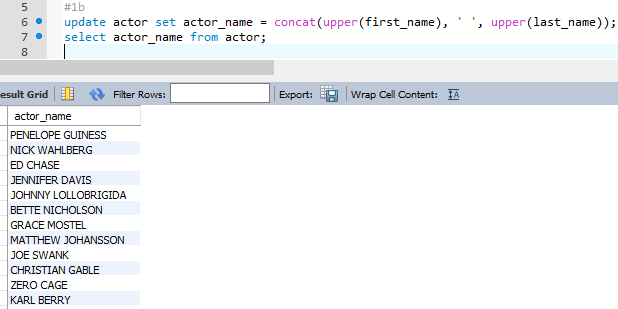 5 #1b
6 update actor set actor_name = concat(upper(first_name), ' ', upper(last_name));
7 select actor_name from actor;
8
esult Grid Filter Rows: Export: Wrap Cell Content: IA
actor_name
PENELOPE GUINESS
NICK WAHLBERG
ED CHASE
JENNIFER DAVIS
JOHNNY LOLLOBRIGIDA
BETTE NICHOLSON
GRACE MOSTEL
MATTHEW JOHANSSON
JOE SWANK
CHRISTIAN GABLE
ZERO CAGE
KARL BERRY